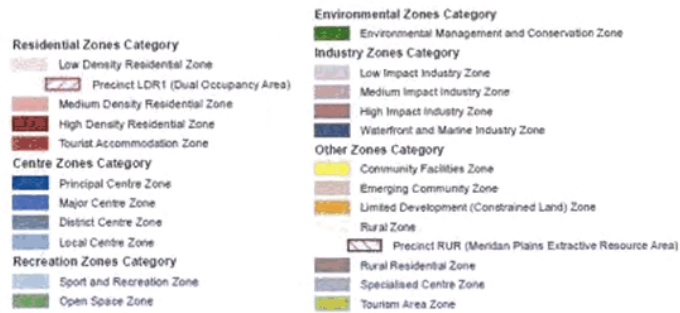 Residential Zones Category
Low Density Residential Zone
Precinct LDR1 (Dual Occupancy Area)
Medium Density Residential Zone
High Density Residential Zone
Tourist Accommodation Zone
Centre Zones Category
Principal Centre Zone
Major Centre Zone
District Centre Zone
Local Centre Zone
Recreation Zones Category
Sport and Recreation Zone
Open Space Zone
Environmental Zones Category
Environmental Management and Conservation Zone
Industry Zones Category
Low Impact Industry Zone
Medium Impact Industry Zone
High Impact Industry Zone
Waterfront and Marine Industry Zone
Other Zones Category
Community Facilities Zone
Emerging Community Zone
Limited Development (Constrained Land) Zone
Rural Zone
Precinct RUR (Meridan Plains Extractive Resource Area)
Rural Residential Zone
Specialised Centre Zone
Tourism Area Zone